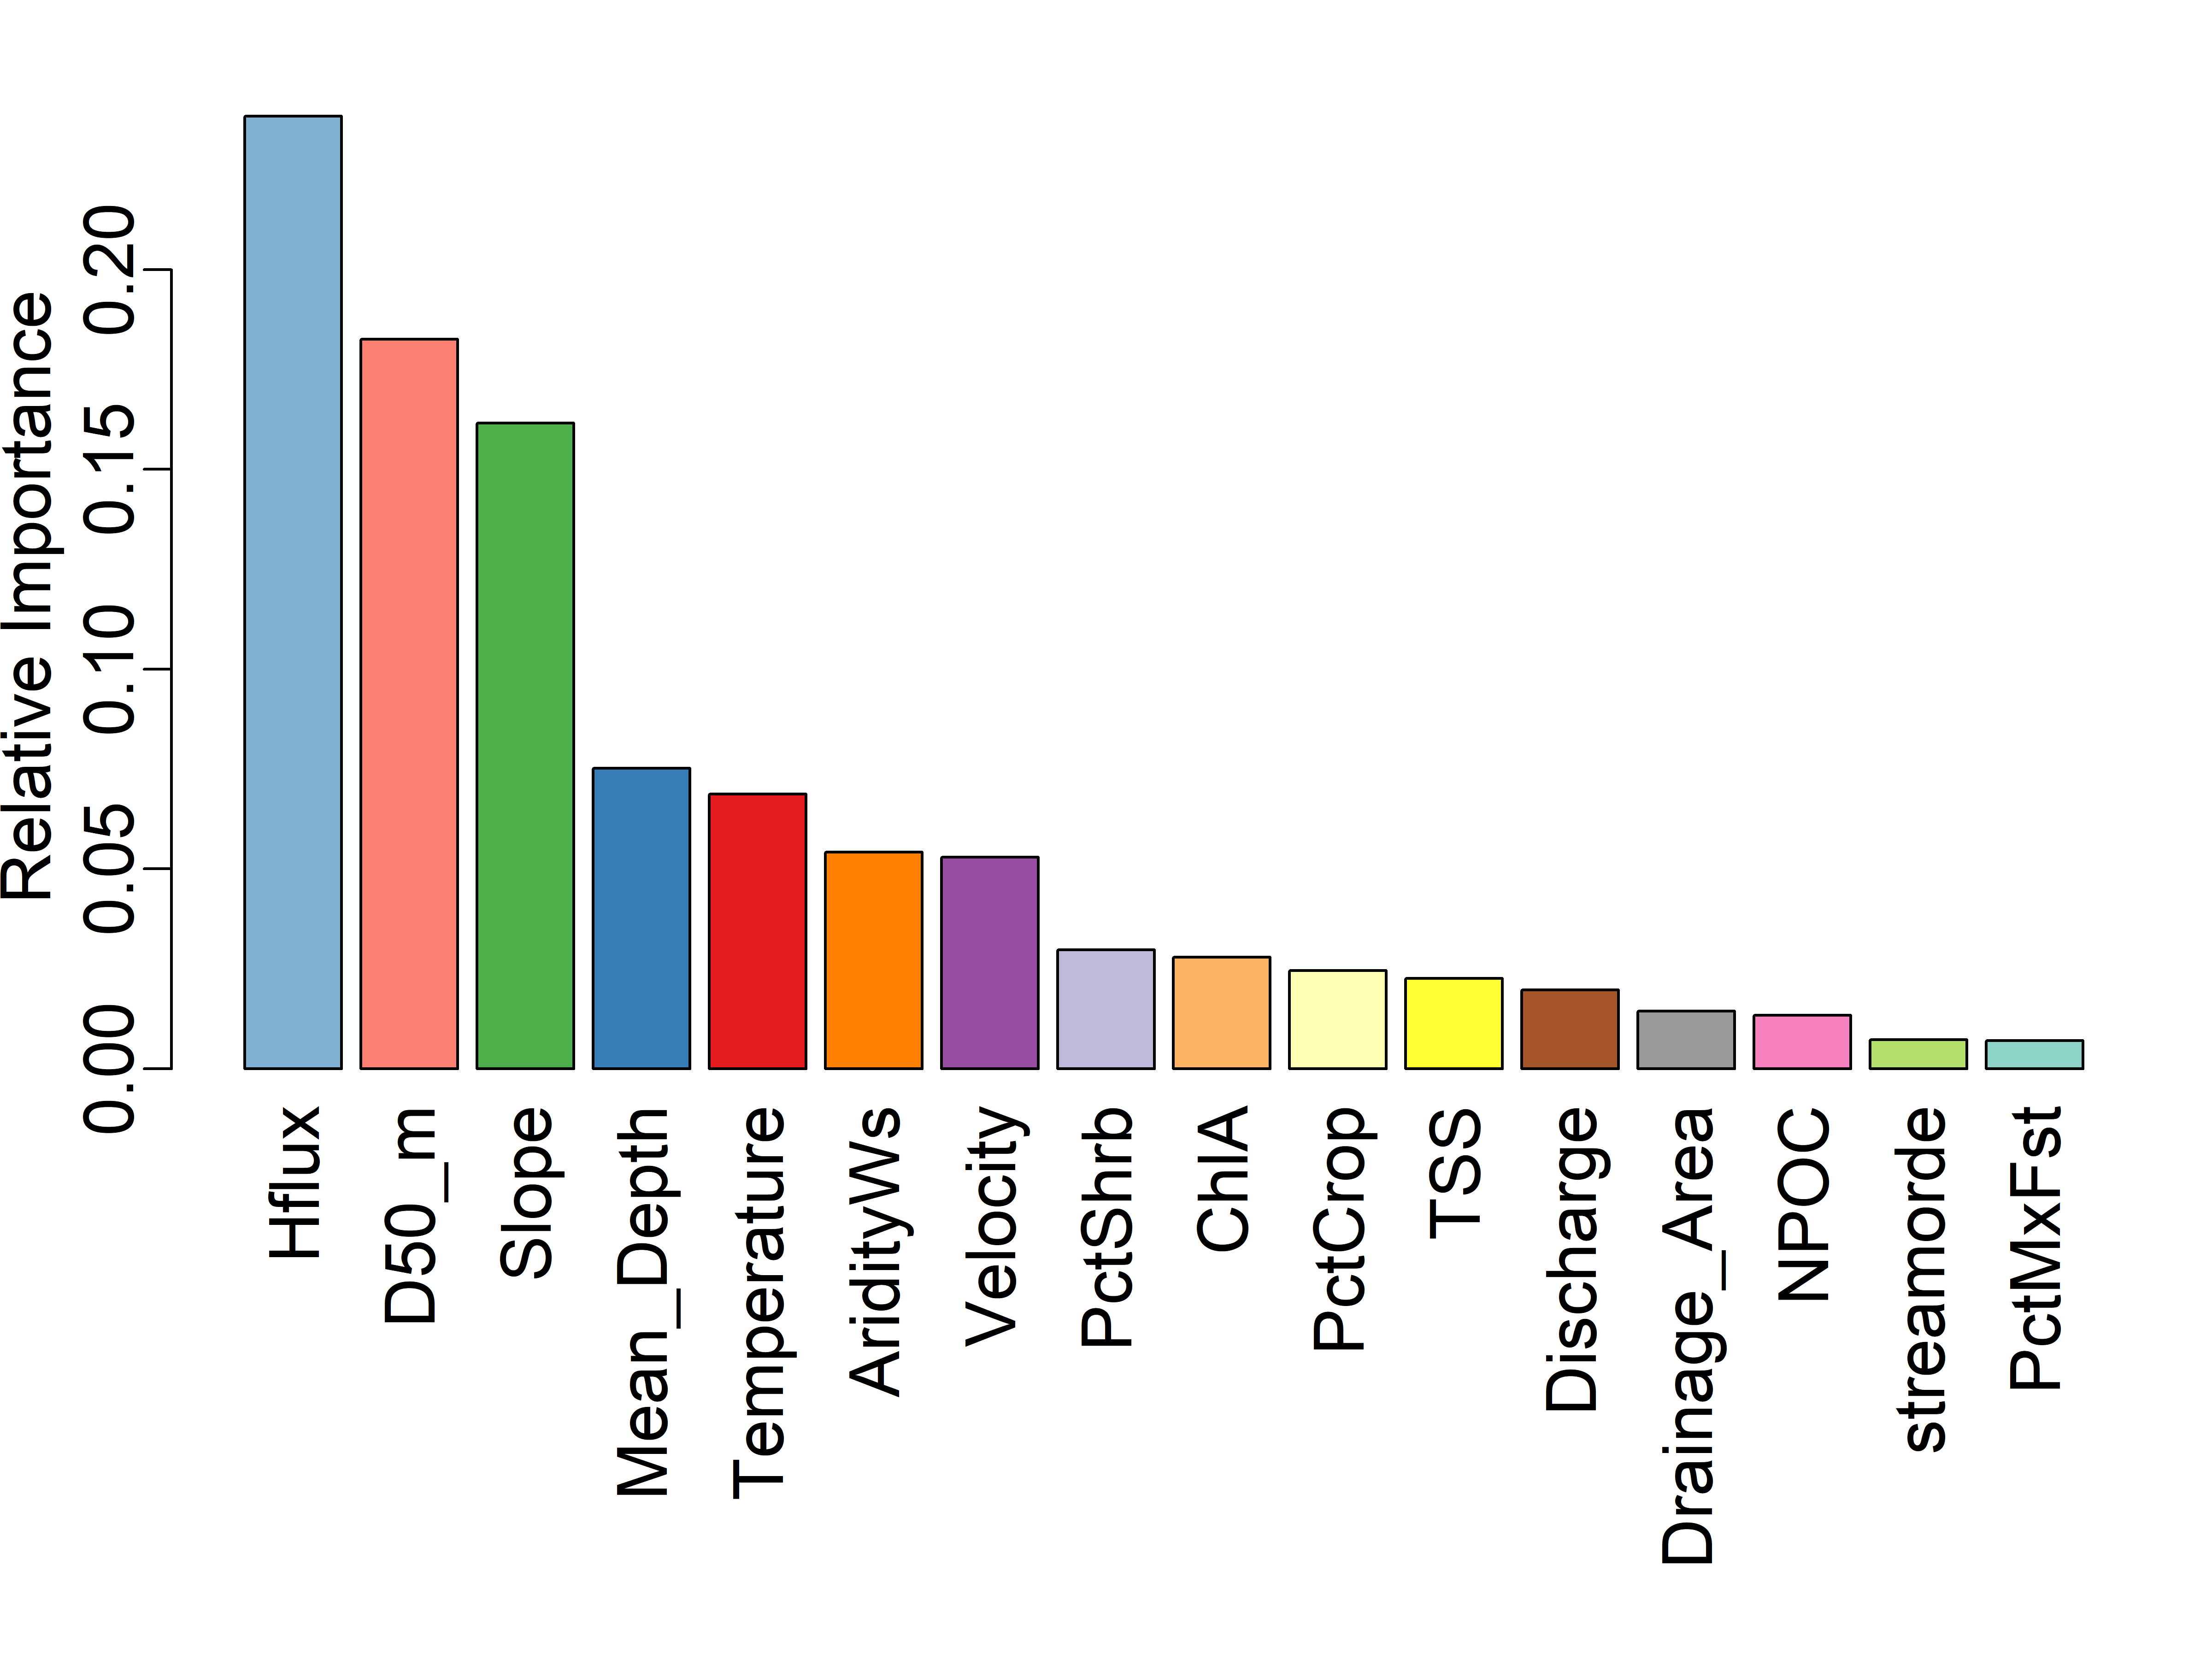 Relative Importance
0.20
0.15
0.10
0.05
0.00
Hflux
D50_m
Slope
Mean_Depth
Temperature
AridityWs
Velocity
PctShrb
ChlA
PctCrop
TSS
Discharge
Drainage_Area
NPOC
streamorde
PctMxFst